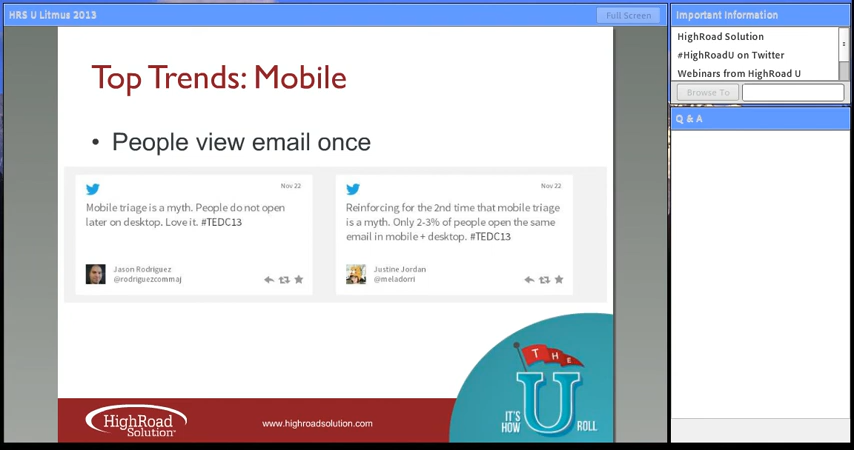 HRS U Litmus 2013
Full Screen
Top Trends: Mobile
• People view email once
Nov 22
Mobile triage is a myth. People do not open
later on desktop. Love it. #TEDC13
Jason Rodriguez
@rodriguezcommaj
Nov 22
Reinforcing for the 2nd time that mobile triage
is a myth. Only 2-3% of people open the same
email in mobile + desktop. #TEDC13
Justine Jordan
@meladorri
HighRoad
Solution
www.highroadsolution.com
THE
U
IT'S
HOW
ROLL
Important Information
HighRoad Solution
#HighRoadU on Twitter
Webinars from HighRoad U
Browse To
Q & A